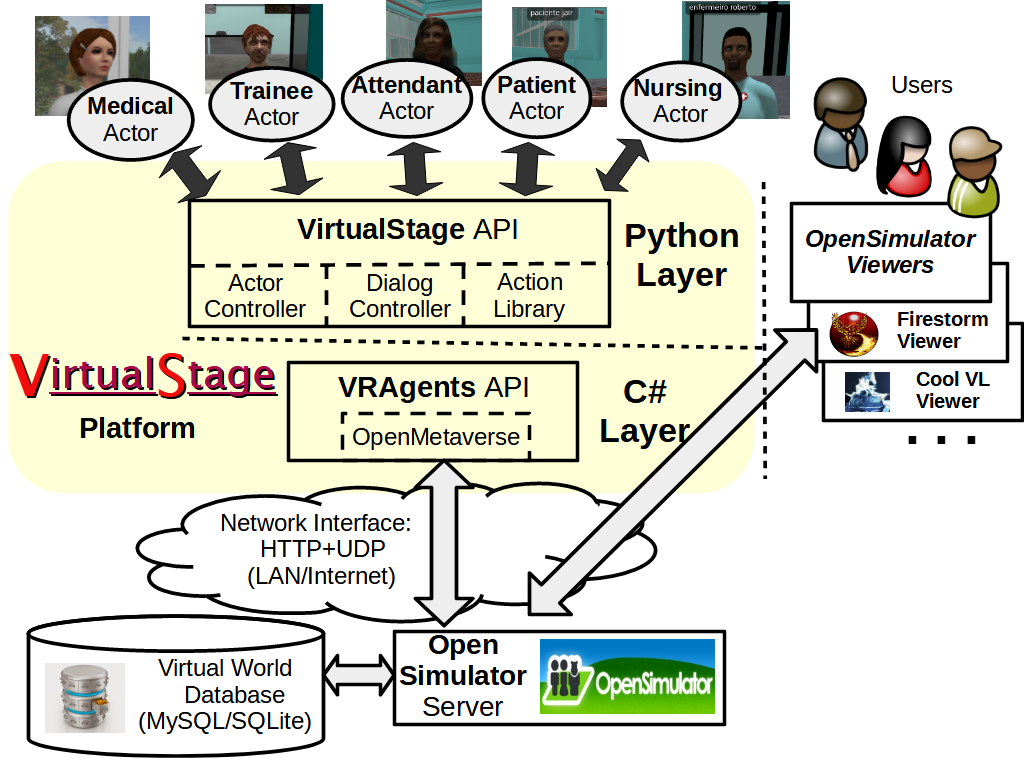 paciente jair
enfermeiro roberto
Medical
Actor
Trainee
Actor
Attendant
Actor
Patient
Actor
Nursing
Actor
Users
VirtualStage API
Actor
Controller
Dialog
Controller
Action
Library
Python
Layer
OpenSimulator
Viewers
Firestorm
Viewer
Cool VL
Viewer
. . .
VirtualStage
Platform
VRAgents API
OpenMetaverse
C#
Layer
Network Interface:
HTTP+UDP
(LAN/Internet)
Virtual World
Database
(MySQL/SQLite)
Open
Simulator
Server
OpenSimulator